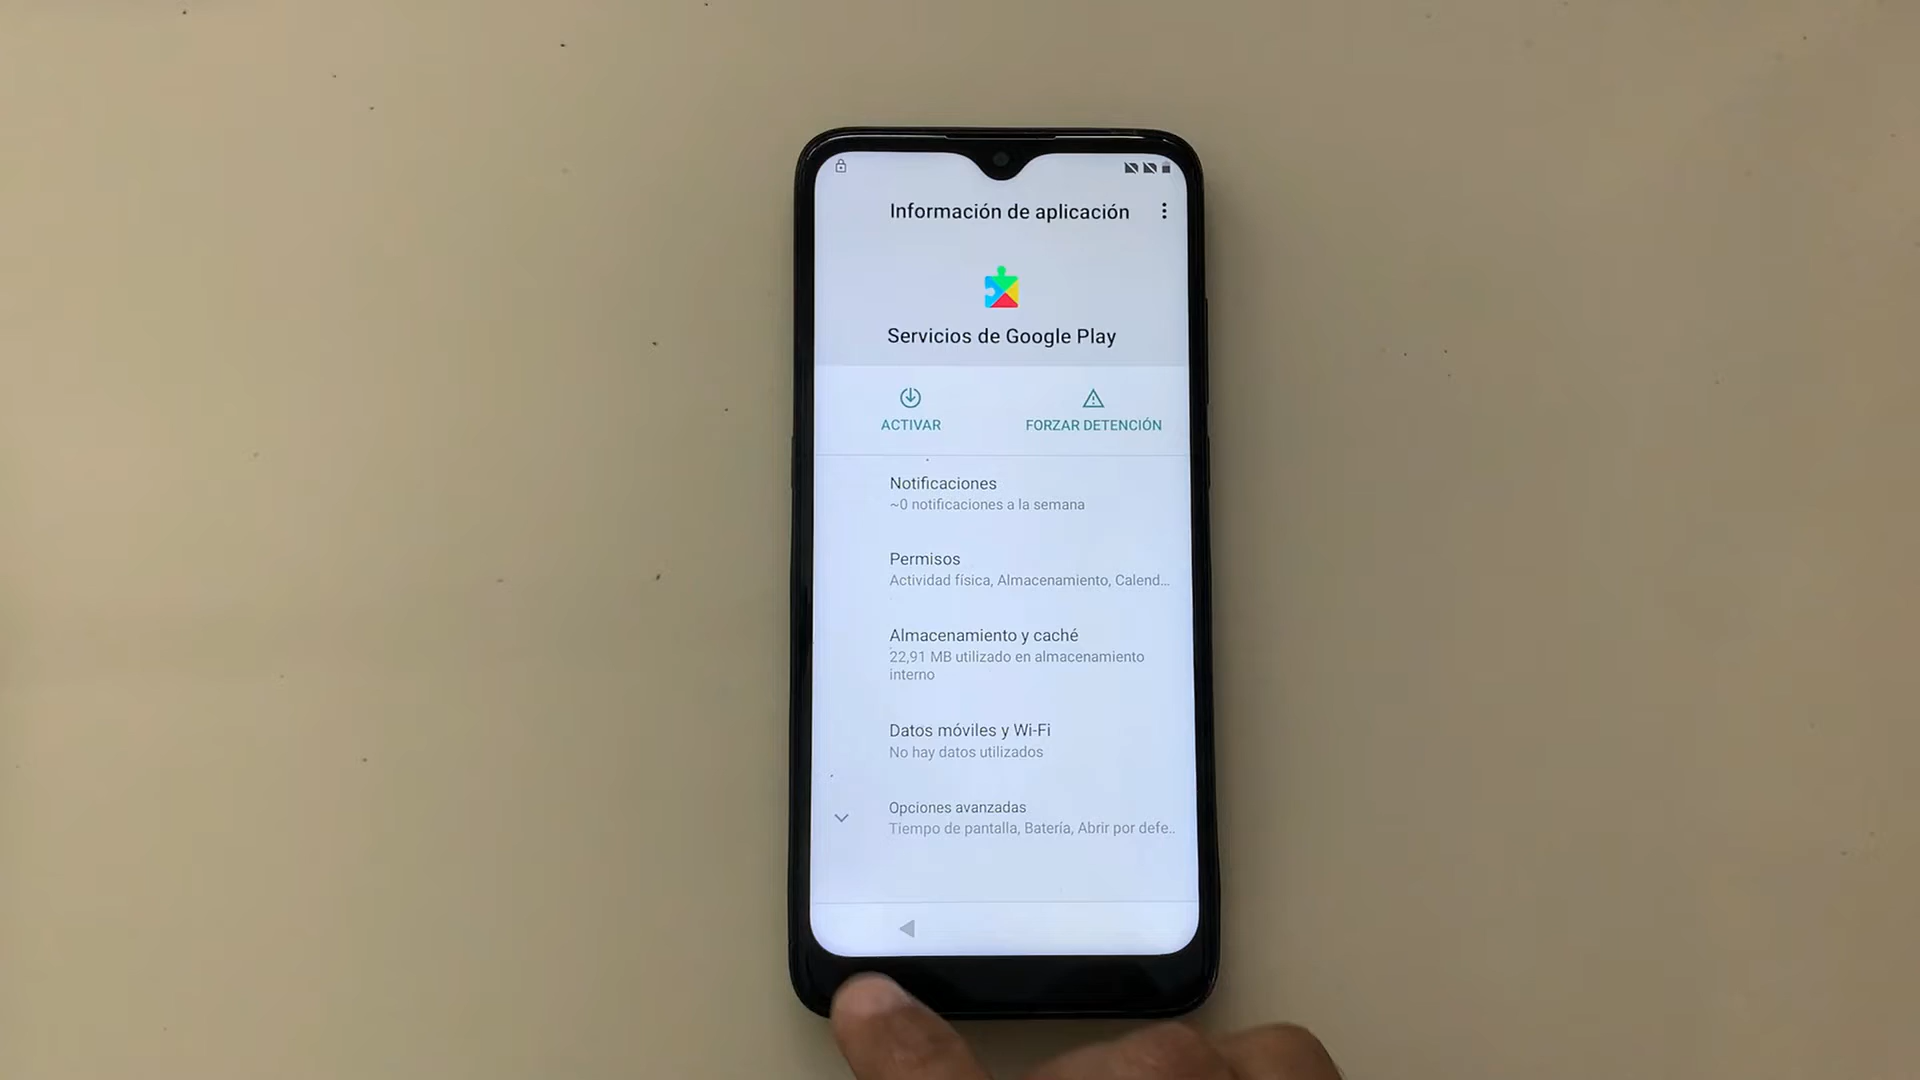 Información de aplicación
Servicios de Google Play
ACTIVAR
FORZAR DETENCIÓN
Notificaciones
~0 notificaciones a la semana
Permisos
Actividad física, Almacenamiento, Calend...
Almacenamiento y caché
22,91 MB utilizado en almacenamiento
interno
Datos móviles y Wi-Fi
No hay datos utilizados
Opciones avanzadas
Tiempo de pantalla, Batería, Abrir por defe..